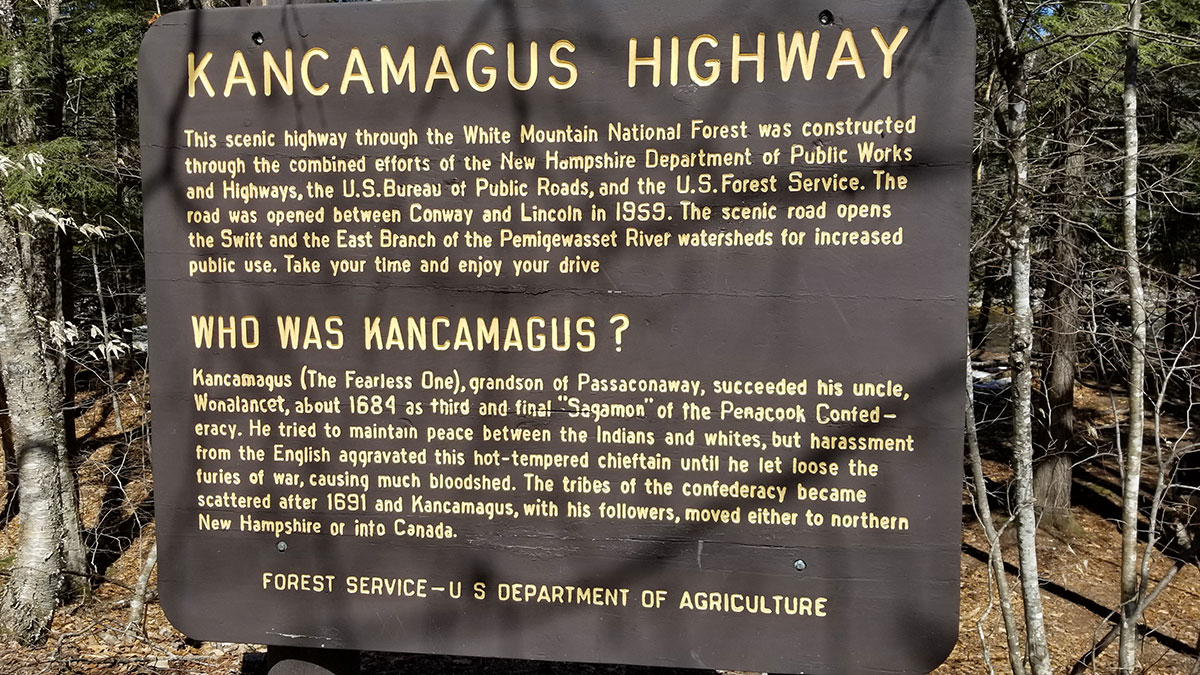 KANCAMAGUS HIGHWAY
This scenic highway through the White Mountain National Forest was constructed
through the combined efforts of the New Hampshire Department of Public Works
and Highways, the U.S. Bureau of Public Roads, and the U.S. Forest Service. The
road was opened between Conway and Lincoln in 1959. The scenic road opens
the Swift and the East Branch of the Pemigewasset River watersheds for increased
public use. Take your time and enjoy your drive
WHO WAS KANCAMAGUS ?
Kancamagus (The Fearless One), grandson of Passaconaway, succeeded his uncle,
Wonalancet, about 1684 as third and final "Sagamon" of the Penacook Confed-
eracy. He tried to maintain peace between the Indians and whites, but harassment
from the English aggravated this hot-tempered chieftain until he let loose the
furies of war, causing much bloodshed. The tribes of the confederacy became
scattered after 1691 and Kancamagus, with his followers, moved either to northern
New Hampshire or into Canada.
FOREST SERVICE-U S DEPARTMENT OF AGRICULTURE